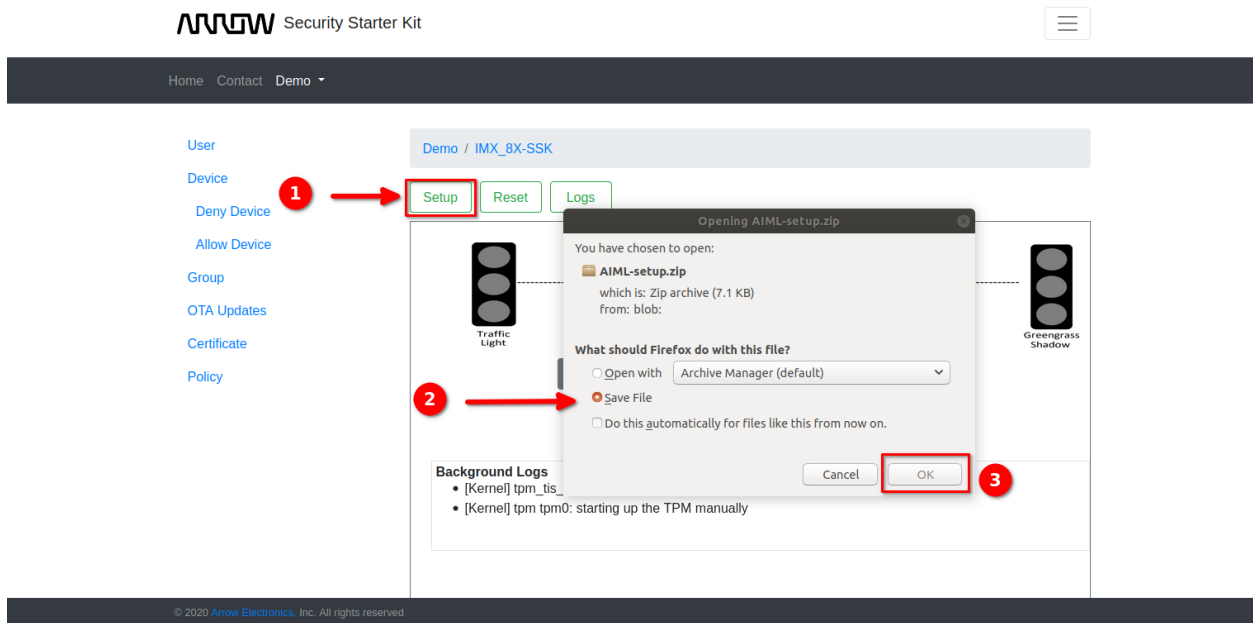 ARROW Security Starter Kit
Home Contact Demo
User
Device
Deny Device
Allow Device
Group
OTA Updates
Certificate
Policy
Demo / IMX_8X-SSK
1
Setup Reset Logs
Opening AIML-setup.zip
You have chosen to open:
AIML-setup.zip
which is: Zip archive (7.1 KB)
from: blob:
What should Firefox do with this file?
Open with Archive Manager (default)
2
Save File
Do this automatically for files like this from now on.
Cancel OK
3
Traffic
Light
Greengrass
Shadow
Background Logs
[Kernel] tpm_tis_
[Kernel] tpm tpm0: starting up the TPM manually
© 2020 Arrow Electronics, Inc. All rights reserved